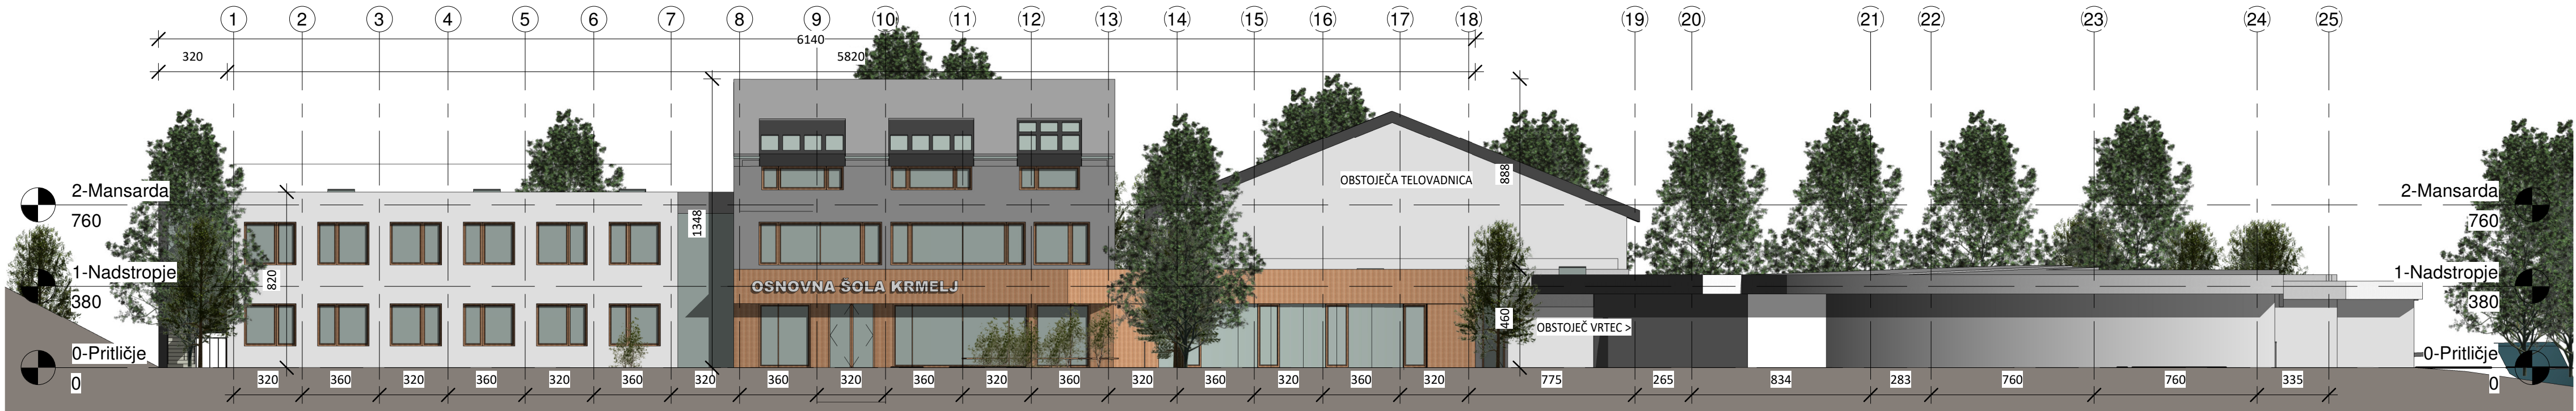 1 2 3 4 5 6 7 8 9 10 11 12 13 14 15 16 17 18 19 20 21 22 23 24 25
6140
320 5820
OBSTOJEČA TELOVADNICA
888
2-Mansarda 2-Mansarda
760 760
1348
1-Nadstropje 1-Nadstropje
380 380
820
OSNOVNA ŠOLA KRMELJ
460
OBSTOJEČ VRTEC >
0-Pritličje 0-Pritličje
0 0
320 360 320 360 320 360 320 360 320 360 320 360 320 360 320 360 320 775 265 834 283 760 760 335